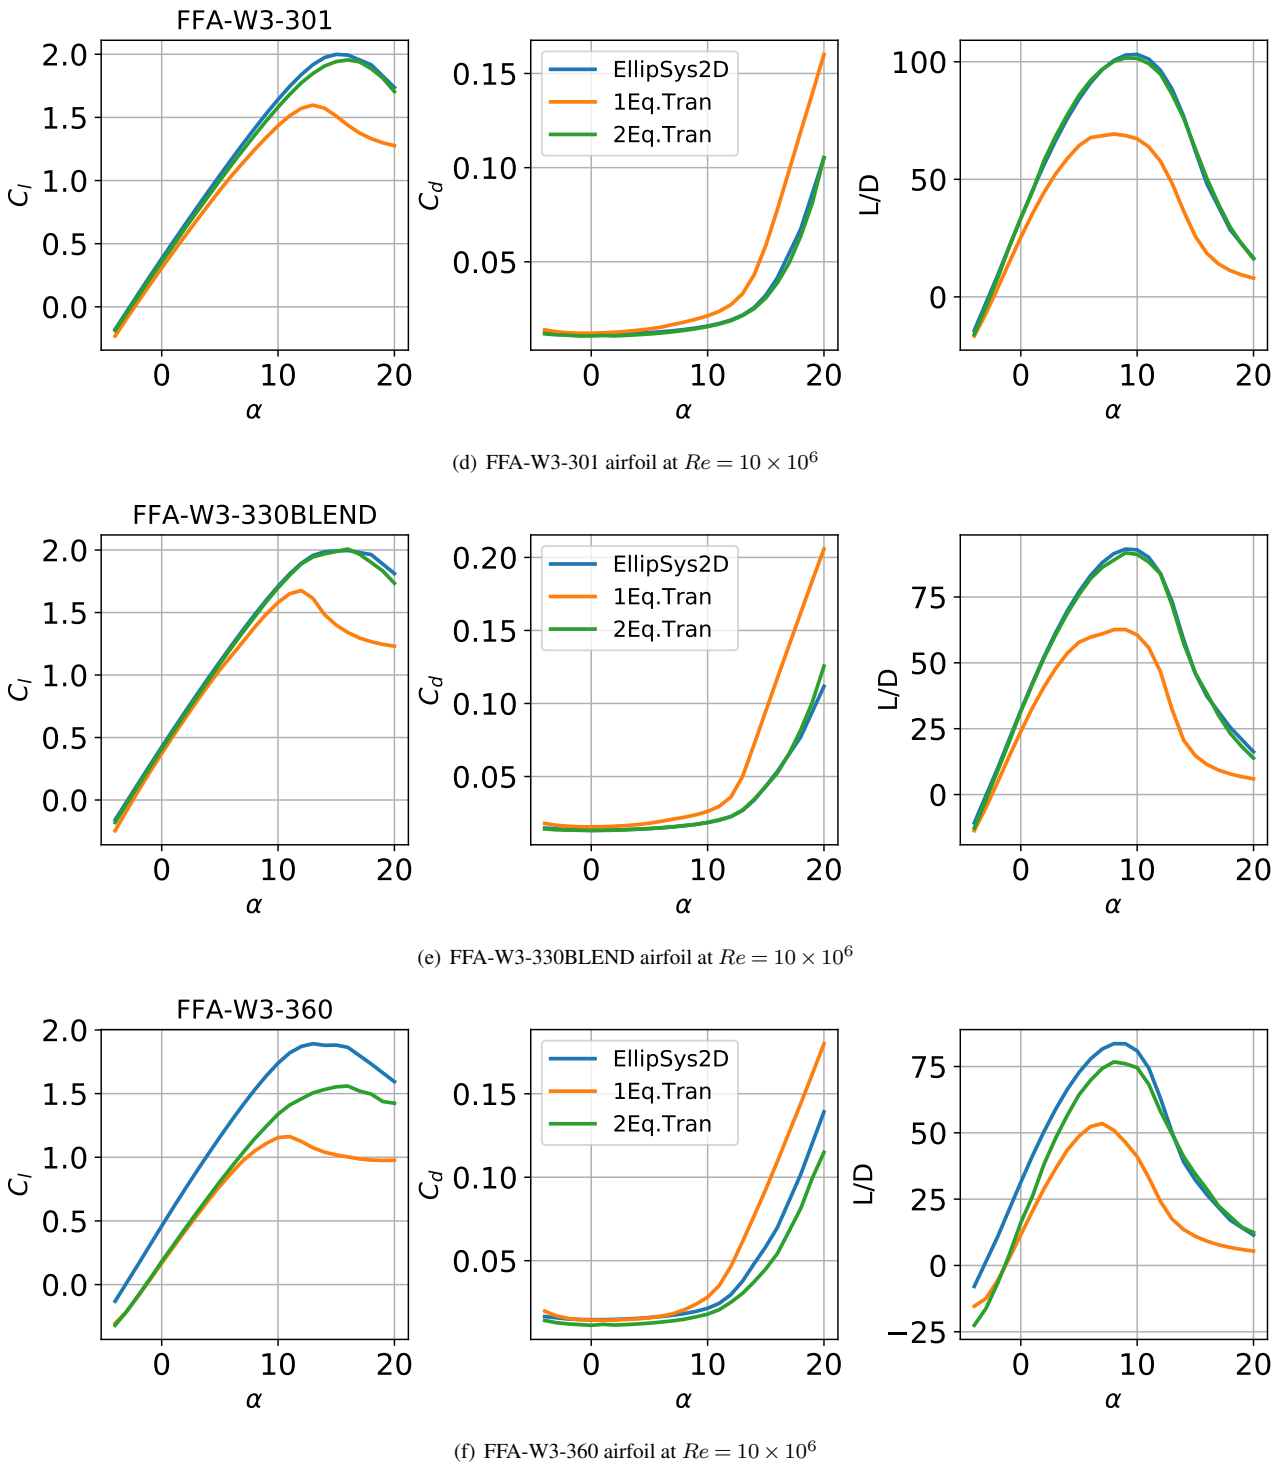 FFA-W3-301
2.0
1.5
1.0
0.5
0.0
C_l
0 10 20
α
0.15
0.10
0.05
C_d
EllipSys2D
1Eq.Tran
2Eq.Tran
0 10 20
α
100
50
0
L/D
0 10 20
α
(d) FFA-W3-301 airfoil at Re = 10 × 10⁶
FFA-W3-330BLEND
2.0
1.5
1.0
0.5
0.0
C_l
0 10 20
α
0.20
0.15
0.10
0.05
C_d
EllipSys2D
1Eq.Tran
2Eq.Tran
0 10 20
α
75
50
25
0
L/D
0 10 20
α
(e) FFA-W3-330BLEND airfoil at Re = 10 × 10⁶
FFA-W3-360
2.0
1.5
1.0
0.5
0.0
C_l
0 10 20
α
0.15
0.10
0.05
C_d
EllipSys2D
1Eq.Tran
2Eq.Tran
0 10 20
α
75
50
25
0
−25
L/D
0 10 20
α
(f) FFA-W3-360 airfoil at Re = 10 × 10⁶